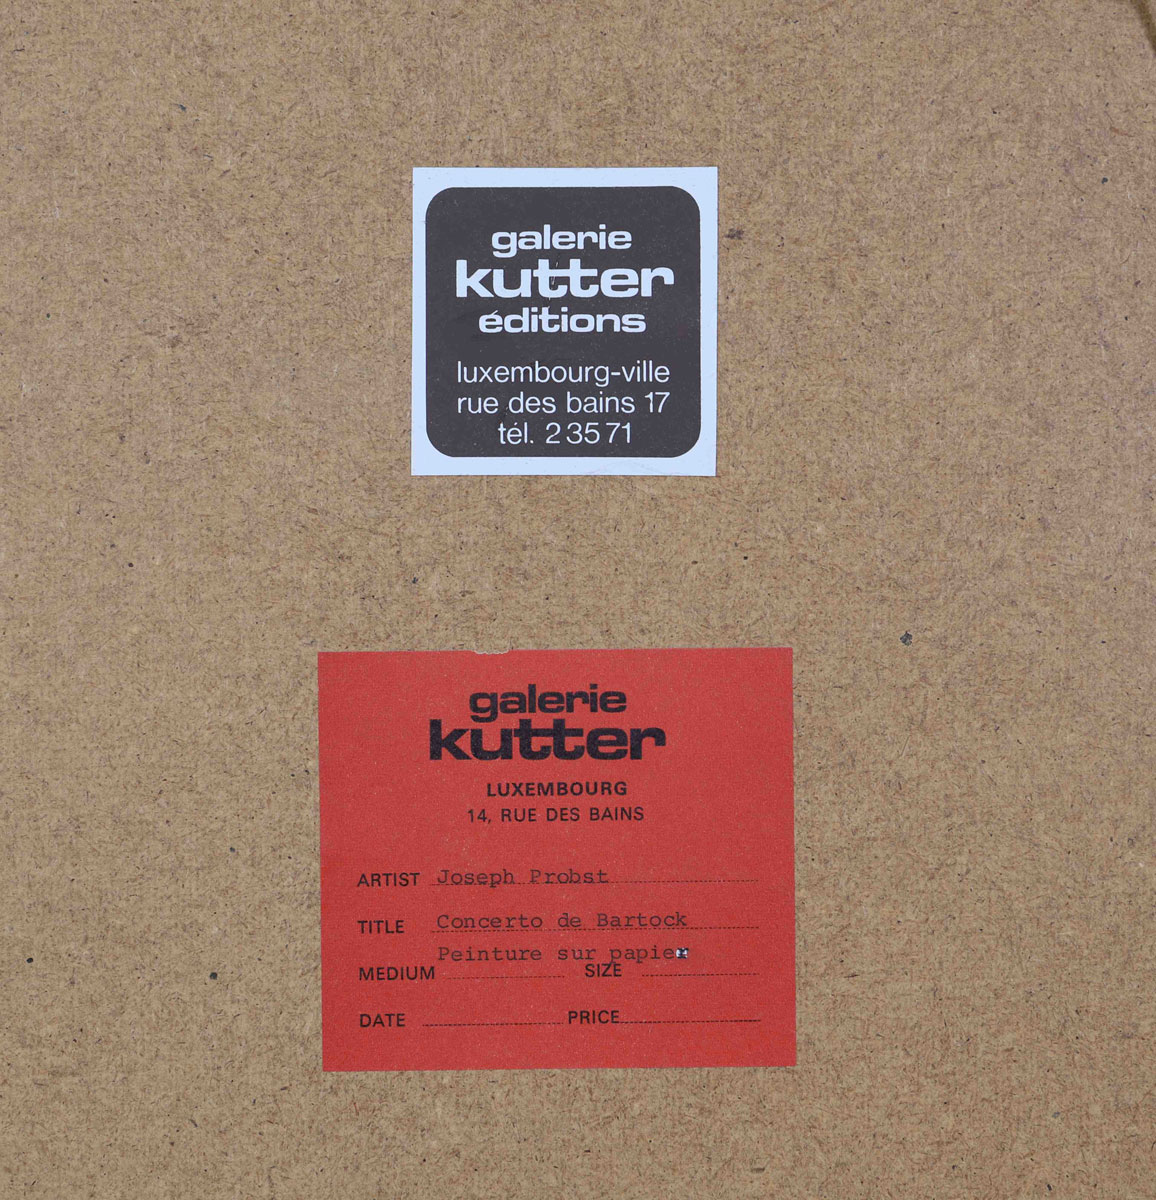 galerie
kutter
éditions
luxembourg-ville
rue des bains 17
tél. 2 35 71
galerie
kutter
LUXEMBOURG
14, RUE DES BAINS
ARTIST Joseph Probst
TITLE Concerto de Bartock
Peinture sur papier
MEDIUM SIZE
DATE PRICE